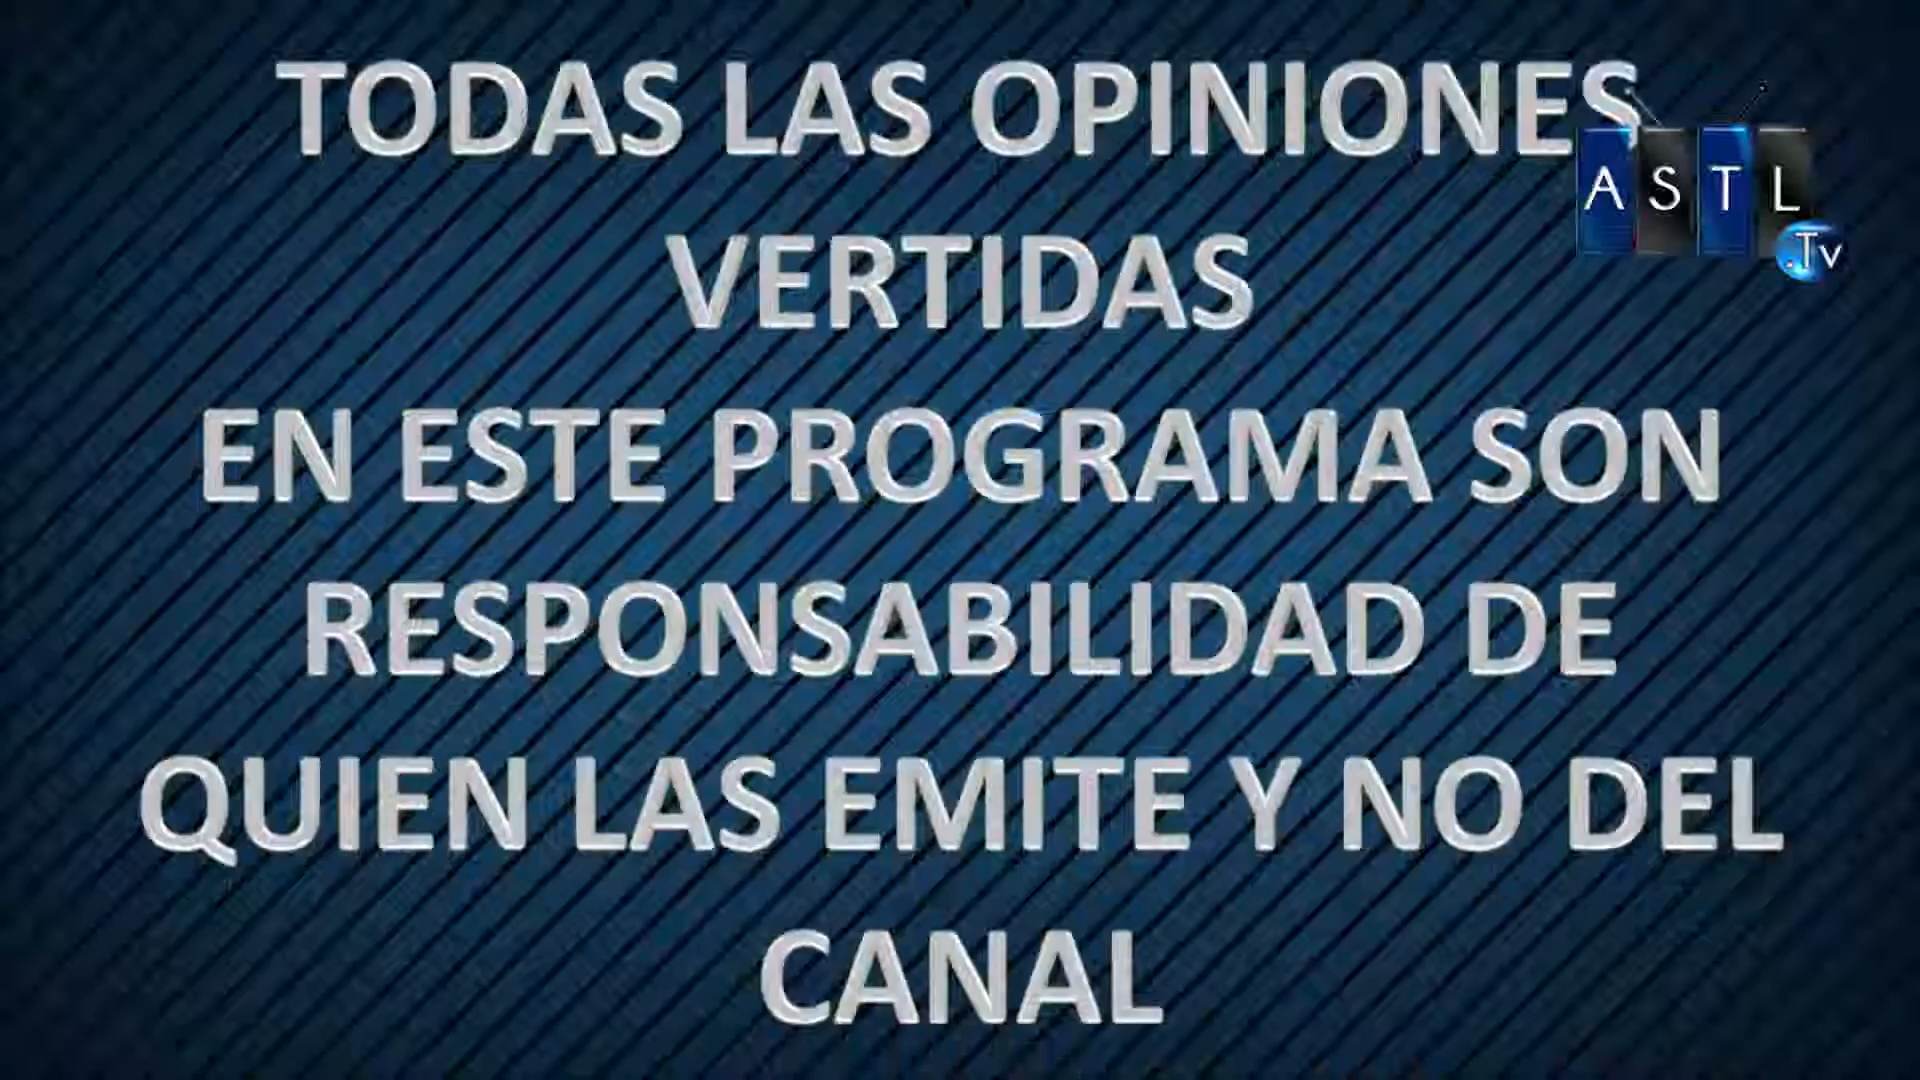 TODAS LAS OPINIONES
VERTIDAS
EN ESTE PROGRAMA SON
RESPONSABILIDAD DE
QUIEN LAS EMITE Y NO DEL
CANAL
ASTL
.Tv